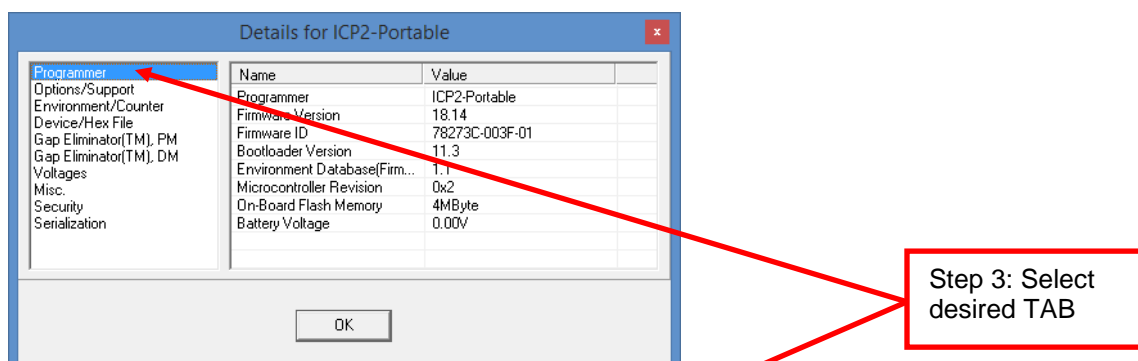 Details for ICP2-Portable
x
Programmer
Options/Support
Environment/Counter
Device/Hex File
Gap Eliminator(TM), PM
Gap Eliminator(TM), DM
Voltages
Misc.
Security
Serialization
Name Value
Programmer ICP2-Portable
Firmware Version 18.14
Firmware ID 78273C-003F-01
Bootloader Version 11.3
Environment Database(Firm... 1.1
Microcontroller Revision 0x2
On-Board Flash Memory 4MByte
Battery Voltage 0.00V
OK
Step 3: Select
desired TAB